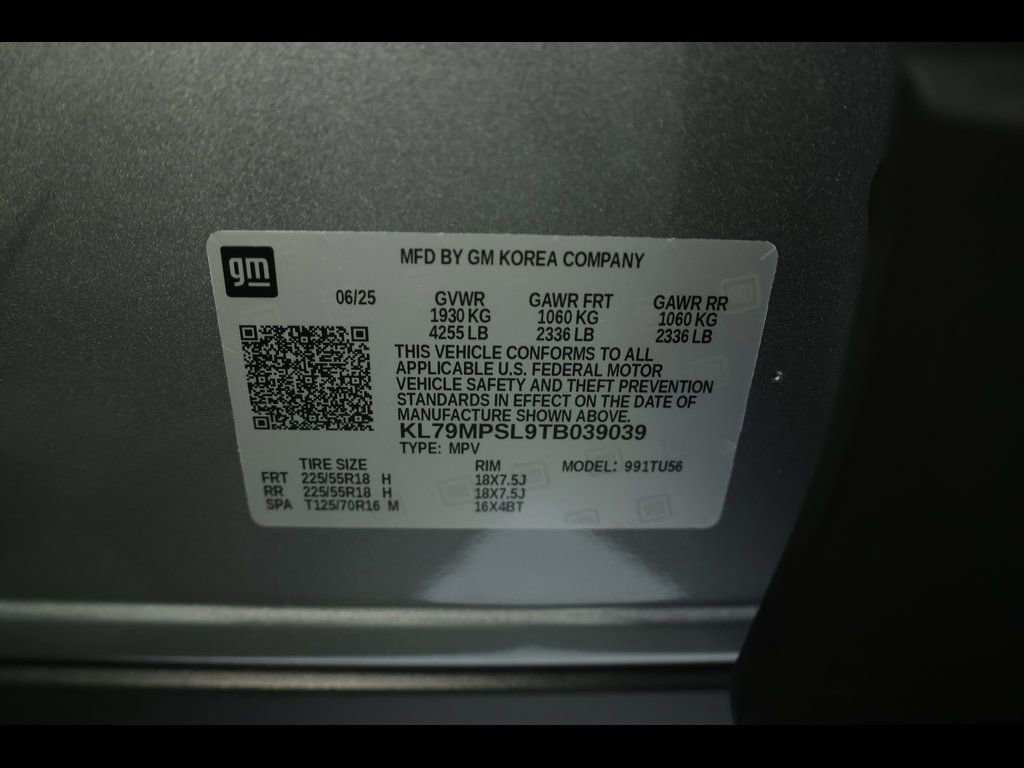 gm
MFD BY GM KOREA COMPANY
06/25 GVWR GAWR FRT GAWR RR
1930 KG 1060 KG 1060 KG
4255 LB 2336 LB 2336 LB
THIS VEHICLE CONFORMS TO ALL
APPLICABLE U.S. FEDERAL MOTOR
VEHICLE SAFETY AND THEFT PREVENTION
STANDARDS IN EFFECT ON THE DATE OF
MANUFACTURE SHOWN ABOVE.
KL79MPSL9TB039039
TYPE: MPV
TIRE SIZE RIM MODEL: 991TU56
FRT 225/55R18 H 18X7.5J
RR 225/55R18 H 18X7.5J
SPA T125/70R16 M 16X4BT